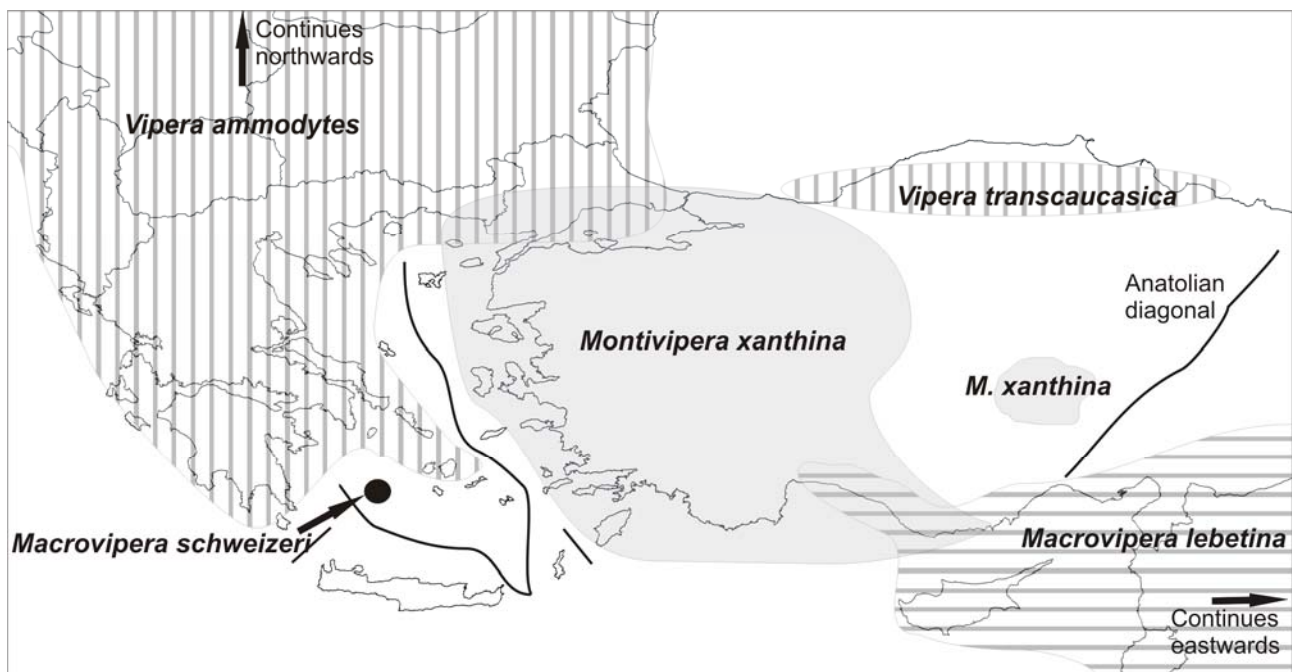 Continues
northwards
Vipera ammodytes
Vipera transcaucasica
Anatolian
diagonal
Montivipera xanthina
M. xanthina
Macrovipera schweizeri
Macrovipera lebetina
Continues
eastwards